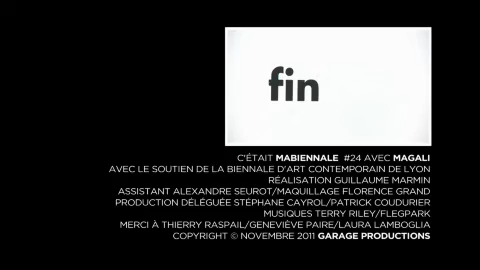 fin
C'ÉTAIT MABIENNALE #24 AVEC MAGALI
AVEC LE SOUTIEN DE LA BIENNALE D'ART CONTEMPORAIN DE LYON
RÉALISATION GUILLAUME MARMIN
ASSISTANT ALEXANDRE SEUROT/MAQUILLAGE FLORENCE GRAND
PRODUCTION DÉLÉGUÉE STÉPHANE CAYROL/PATRICK COUDURIER
MUSIQUES TERRY RILEY/FLEGPARK
MERCI À THIERRY RASPAIL/GENEVIÈVE PAIRE/LAURA LAMBOGLIA
COPYRIGHT © NOVEMBRE 2011 GARAGE PRODUCTIONS